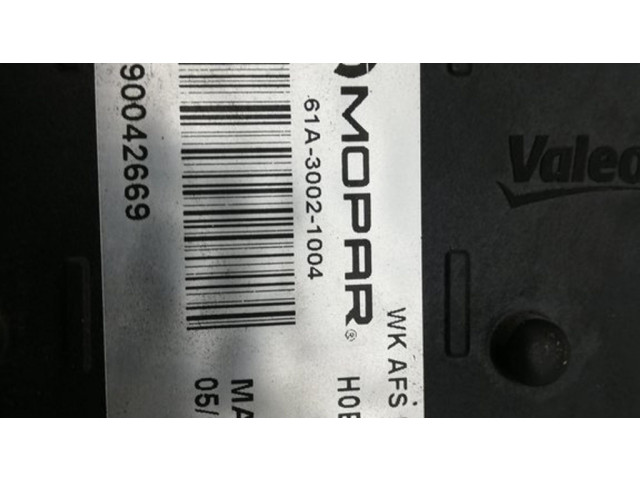 Valeo
WK AFS
MOPAR® H0E
61A-3002-1004
MA
05/
90042669